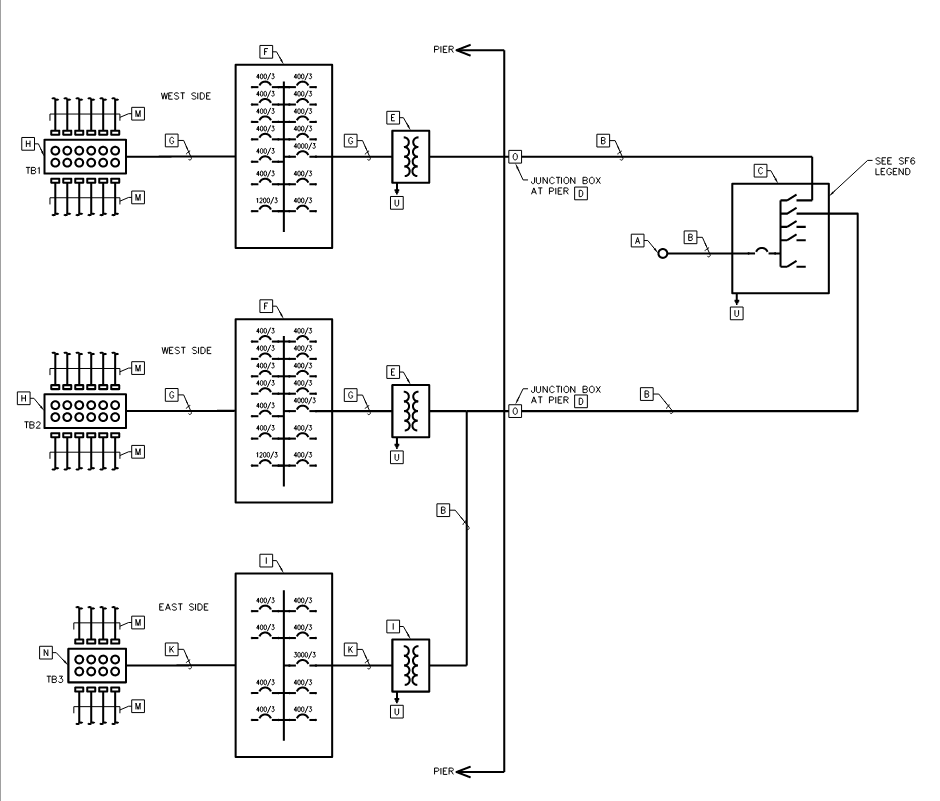 PIER
F
400/3 400/3
400/3 400/3
400/3 400/3
400/3 400/3
400/3 4000/3
400/3 400/3
1200/3 400/3
WEST SIDE
M
H
TB1
M
G
G
E
U
O
JUNCTION BOX
AT PIER D
B
C
SEE SF6
LEGEND
A
B
U
F
400/3 400/3
400/3 400/3
400/3 400/3
400/3 400/3
400/3 4000/3
400/3 400/3
1200/3 400/3
WEST SIDE
M
H
TB2
M
G
G
E
U
JUNCTION BOX
AT PIER D
O
B
B
I
400/3 400/3
400/3 400/3
3000/3
400/3 400/3
400/3 400/3
EAST SIDE
M
N
TB3
M
K
K
I
U
PIER